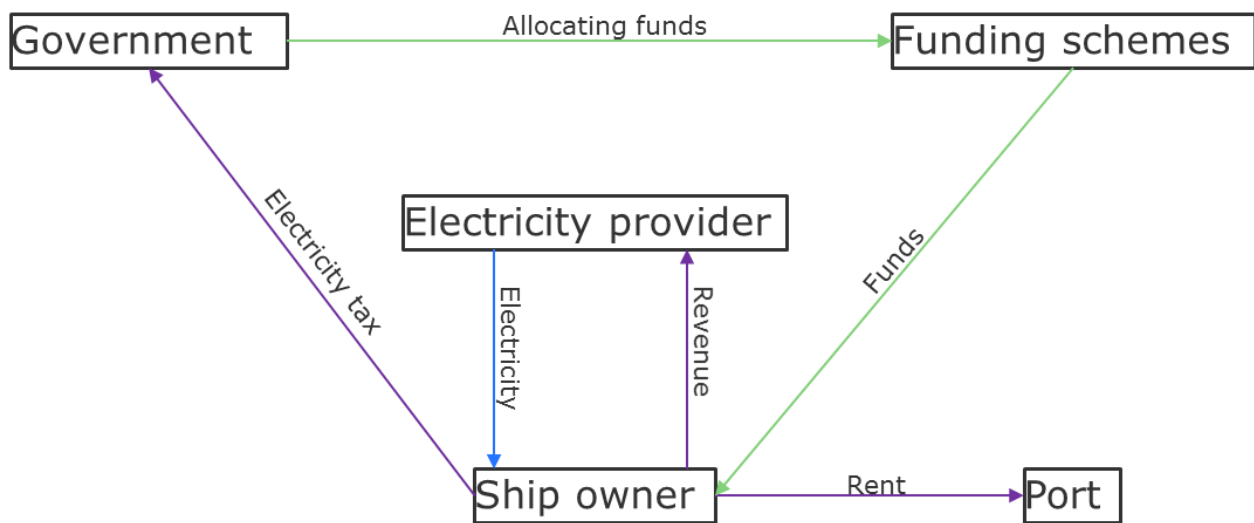 Government
Allocating funds
Funding schemes
Electricity tax
Electricity provider
Funds
Electricity
Revenue
Ship owner
Rent
Port